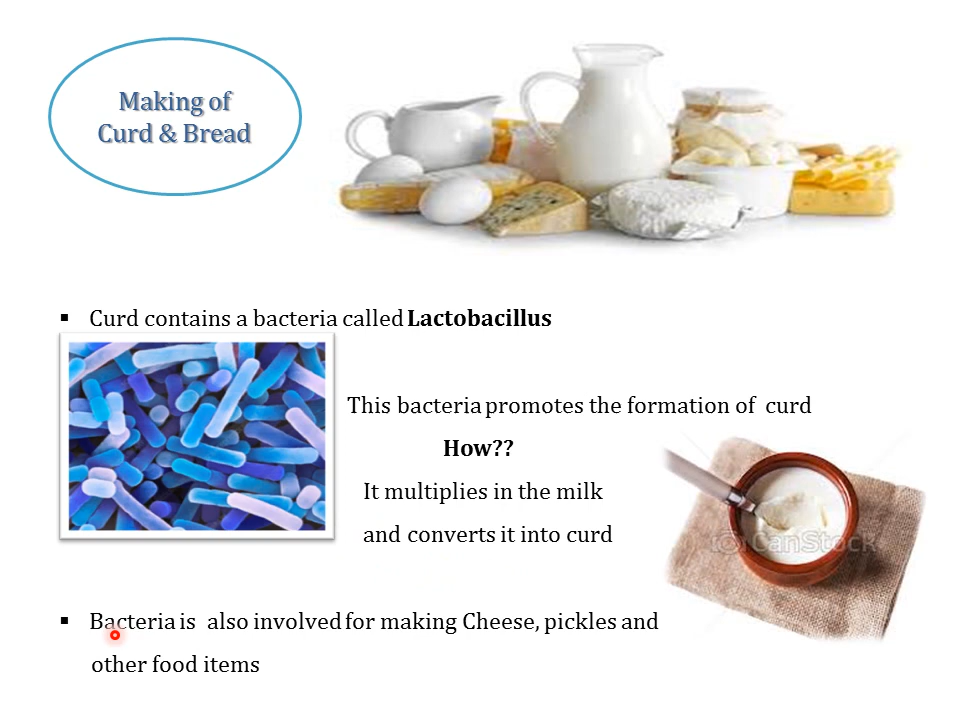 Making of
Curd & Bread
▪ Curd contains a bacteria called Lactobacillus
This bacteria promotes the formation of curd
How??
It multiplies in the milk
and converts it into curd
© CanStock
▪ Bacteria is also involved for making Cheese, pickles and
other food items